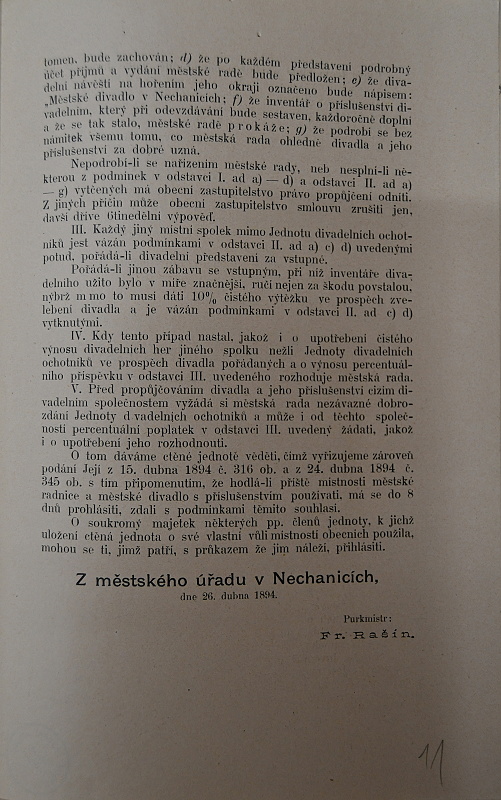 tomen, bude zachován; d) že po každém představení podrobný
účet příjmů a vydání městské radě bude předložen; e) že diva-
delní návěstí na hořením jeho okraji označeno bude nápisem:
„Městské divadlo v Nechanicích; f) že inventář o příslušenství di-
vadelním, který při odevzdávání bude sestaven, každoročně doplní
a že se tak stalo, městské radě prokáže; g) že podrobí se bez
námitek všemu tomu, co městská rada ohledně divadla a jeho
příslušenství za dobré uzná.
Nepodrobí-li se nařízením městské rady, neb nesplní-li ně-
kterou z podmínek v odstavci I. ad a) — d) a odstavci II. ad a)
— g) vytčených má obecní zastupitelstvo právo propůjčení odníti.
Z jiných příčin může obecní zastupitelstvo smlouvu zrušiti jen,
davši dříve 6tinedělní výpověď.
III. Každý jiný místní spolek mimo Jednotu divadelních ochot-
níků jest vázán podmínkami v odstavci II. ad a) c) d) uvedenými
potud, pořádá-li divadelní představení za vstupné.
Pořádá-li jinou zábavu se vstupným, při níž inventáře diva-
delního užito bylo v míře značnější, ručí nejen za škodu povstalou,
nýbrž m mo to musí dáti 10% čistého výtěžku ve prospěch zve-
lebení divadla a je vázán podmínkami v odstavci II. ad c) d)
vytknutými.
IV. Kdy tento případ nastal, jakož i o upotřebení čistého
výnosu divadelních her jiného spolku nežli Jednoty divadelních
ochotníků ve prospěch divadla pořádaných a o výnosu percentuál-
ního příspěvku v odstavci III. uvedeného rozhoduje městská rada.
V. Před propůjčováním divadla a jeho příslušenství cizím di-
vadelním společnostem vyžádá si městská rada nezávazné dobro-
zdání Jednoty d vadelních ochotníků a může i od těchto společ-
ností percentuální poplatek v odstavci III. uvedený žádati, jakož
i o upotřebení jeho rozhodnouti.
O tom dáváme ctěné jednotě věděti, čímž vyřizujeme zároveň
podání Její z 15. dubna 1894 č. 316 ob. a z 24. dubna 1894 č.
345 ob. s tím připomenutím, že hodlá-li příště místností městské
radnice a městské divadlo s příslušenstvím používati, má se do 8
dnů prohlásiti, zdali s podmínkami těmito souhlasí.
O soukromý majetek některých pp. členů jednoty, k jichž
uložení ctěná jednota o své vlastní vůli místností obecních použila,
mohou se ti, jimž patří, s průkazem že jim náleží, přihlásiti.
Z městského úřadu v Nechanicích,
dne 26. dubna 1894.
Purkmistr:
Fr. Rašín.
11